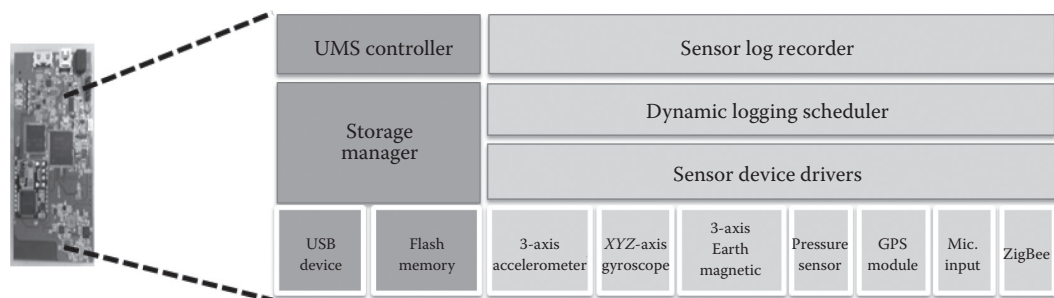 UMS controller
Sensor log recorder
Storage
manager
Dynamic logging scheduler
Sensor device drivers
USB
device
Flash
memory
3-axis
accelerometer
XYZ-axis
gyroscope
3-axis
Earth
magnetic
Pressure
sensor
GPS
module
Mic.
input
ZigBee